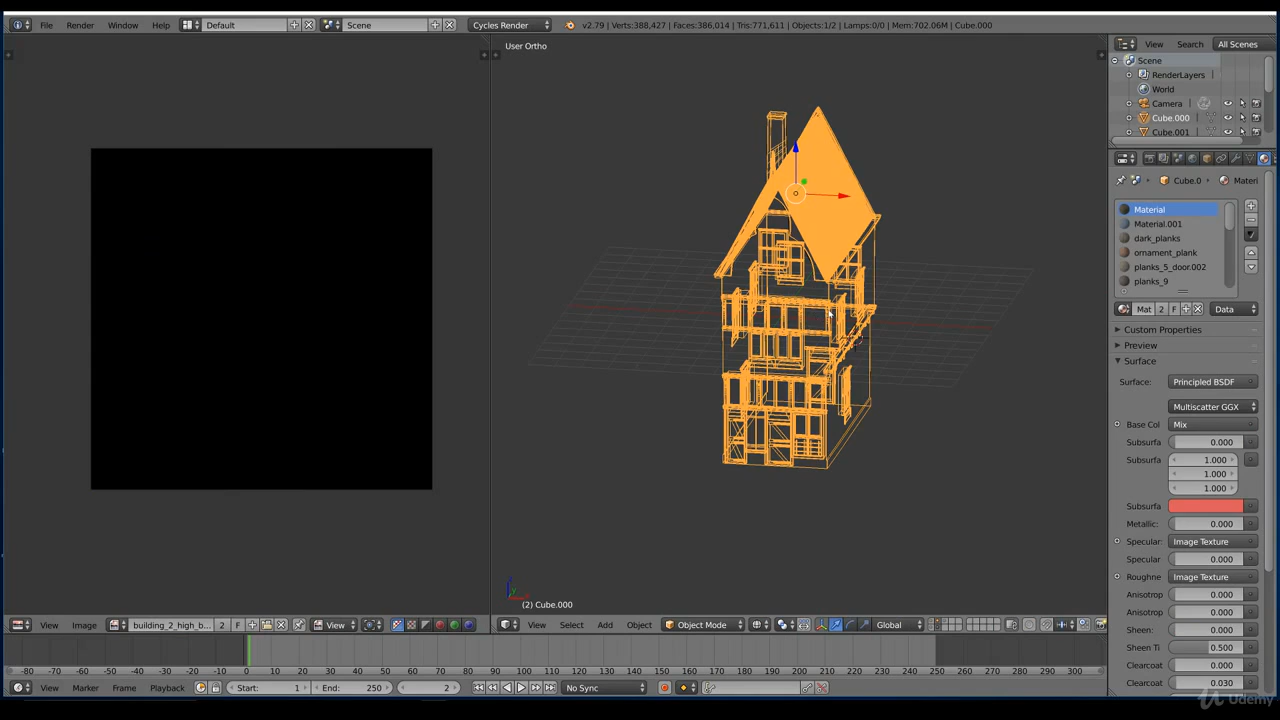 File Render Window Help Default Scene Cycles Render v2.79 | Verts:388,427 | Faces:386,014 | Tris:771,611 | Objects:1/2 | Lamps:0/0 | Mem:702.06M | Cube.000
View Search All Scenes
User Ortho
Scene
RenderLayers
World
Camera
Cube.000
Cube.001
Cube.0 Materi
Material
Material.001
dark_planks
ornament_plank
planks_5_door.002
planks_9
Mat 2 F Data
Custom Properties
Preview
Surface
Surface: Principled BSDF
Multiscatter GGX
Base Col Mix
Subsurfa 0.000
Subsurfa 1.000
1.000
1.000
Subsurfa
Metallic: 0.000
Specular: Image Texture
Specular 0.000
Roughne Image Texture
Anisotrop 0.000
Anisotrop 0.000
Sheen: 0.000
Sheen Ti 0.500
Clearcoat 0.000
Clearcoat 0.030
(2) Cube.000
View Image building_2_high_b... 2 F View
View Select Add Object Object Mode Global
-80 -70 -60 -50 -40 -30 -20 -10 0 10 20 30 40 50 60 70 80 90 100 110 120 130 140 150 160 170 180 190 200 210 220 230 240 250 260 270 280 290 300
View Marker Frame Playback Start: 1 End: 250 2 No Sync
Udemy